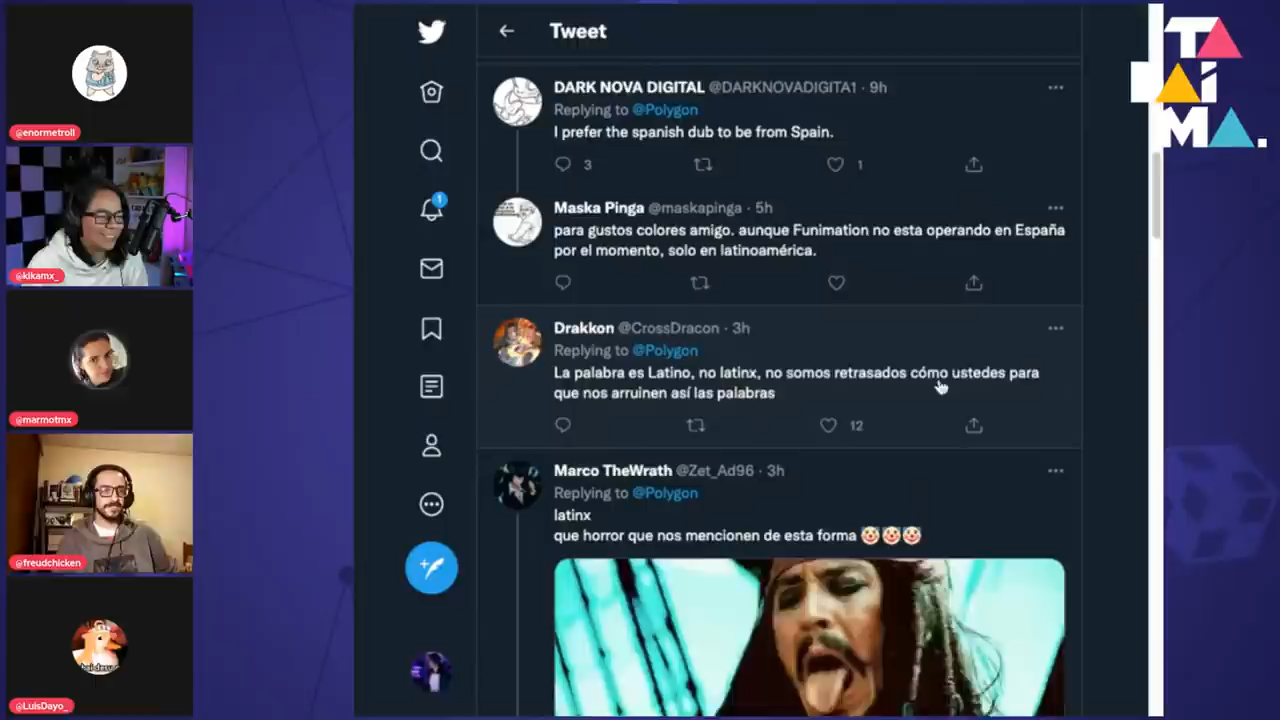 @enormetroll
@kikamx_
@marmotmx
@freudchicken
@LuisDayo_
Tweet
DARK NOVA DIGITAL @DARKNOVADIGITA1 · 9h
Replying to @Polygon
I prefer the spanish dub to be from Spain.
3
1
Maska Pinga @maskapinga · 5h
para gustos colores amigo. aunque Funimation no esta operando en España
por el momento, solo en latinoamérica.
Drakkon @CrossDracon · 3h
Replying to @Polygon
La palabra es Latino, no latinx, no somos retrasados cómo ustedes para
que nos arruinen así las palabras
12
Marco TheWrath @Zet_Ad96 · 3h
Replying to @Polygon
latinx
que horror que nos mencionen de esta forma 🤡🤡🤡
1
TAIMA.